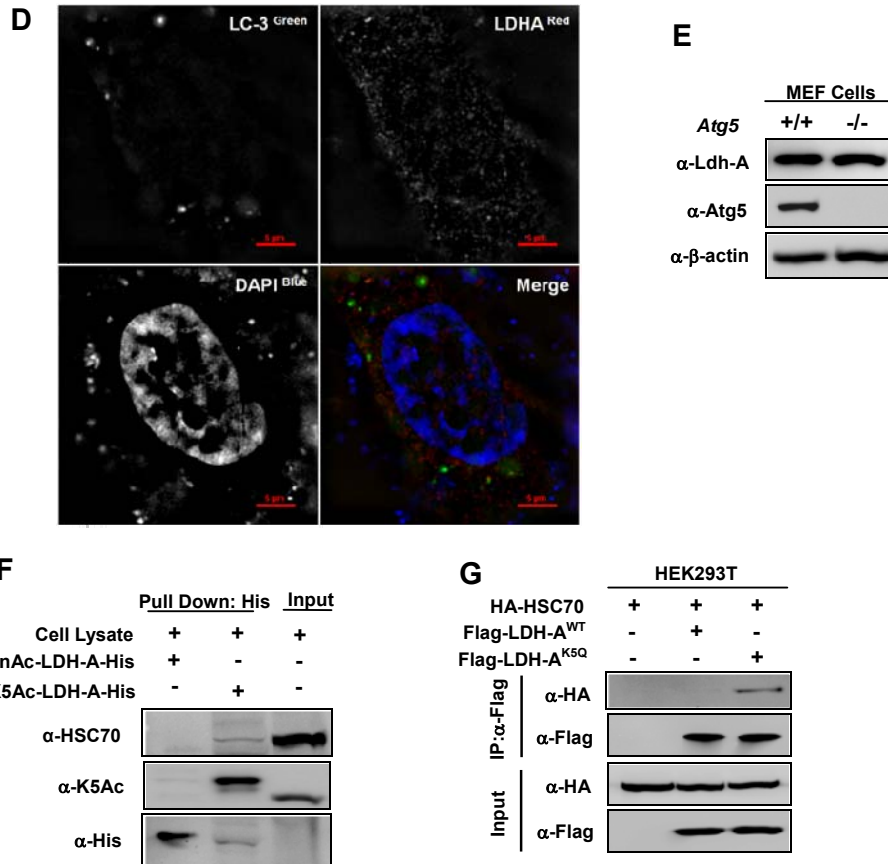 D
LC-3 Green
LDHA Red
5 μm
5 μm
DAPI Blue
Merge
5 μm
5 μm
E
MEF Cells
Atg5 +/+ -/-
α-Ldh-A
α-Atg5
α-β-actin
F
Pull Down: His Input
Cell Lysate + + +
nAc-LDH-A-His + - -
K5Ac-LDH-A-His - + -
α-HSC70
α-K5Ac
α-His
G
HEK293T
HA-HSC70 + + +
Flag-LDH-A^WT - + -
Flag-LDH-A^K5Q - - +
IP:α-Flag
α-HA
α-Flag
Input
α-HA
α-Flag